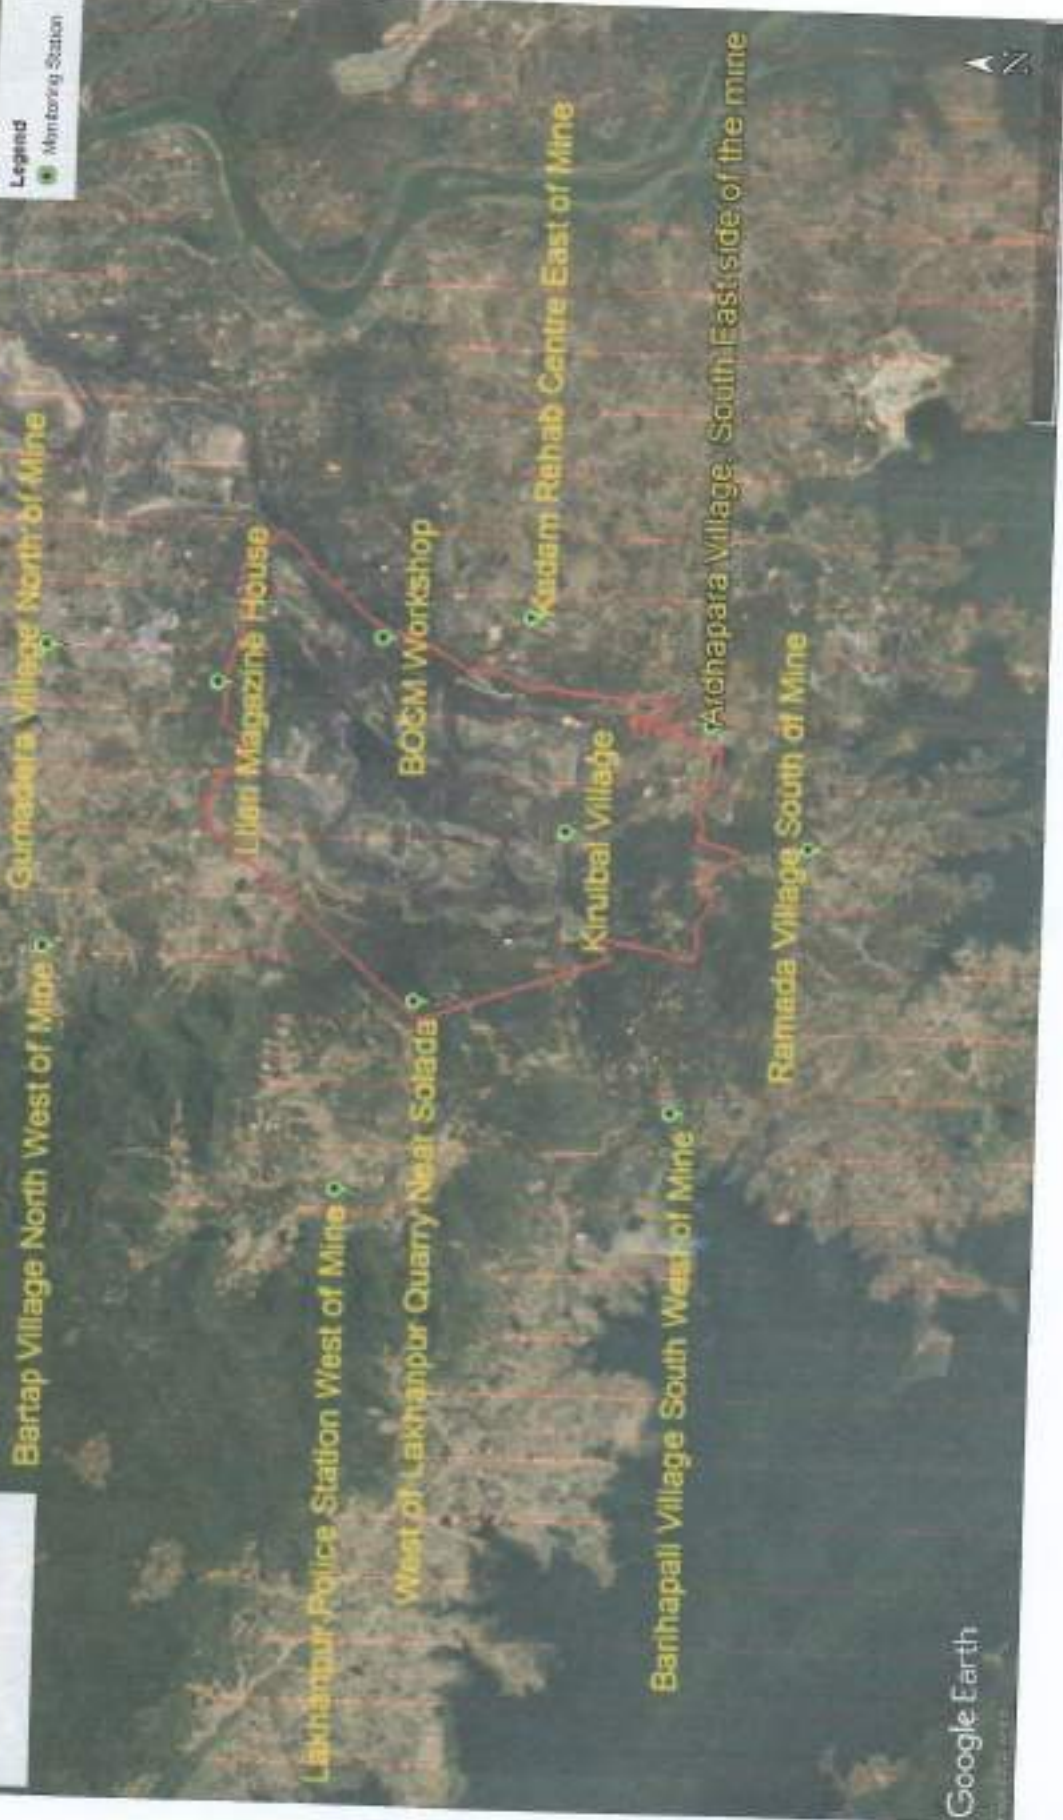 Legend
Monitoring Station
Gumadera Village North of Mine
Bartap Village North West of Mine
Lilari Magazine House
Lakhanpur Police Station West of Mine
BOCM Workshop
West of Lakhanpur Quarry Near Solada
Kadam Rehab Centre East of Mine
Kirulbal Village
Banhapali Village South West of Mine
Archapara Village, South East side of the mine
Ramada Village South of Mine
Google Earth
N